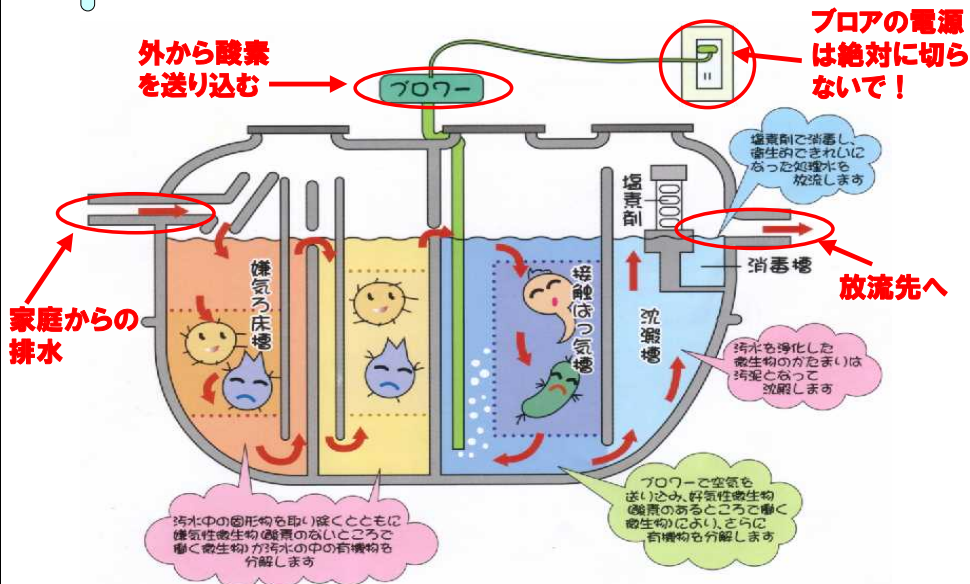 外から酸素
を送り込む
ブロワー
ブロアの電源
は絶対に切ら
ないで！
塩素剤で消毒し、
衛生的できれいに
なった処理水を
放流します
塩素剤
消毒槽
家庭からの
排水
放流先へ
嫌気ろ床槽
接触ばっ気槽
沈澱槽
汚水を浄化した
微生物のかたまりは
汚泥となって
沈殿します
汚水中の固形物を取り除くとともに
嫌気性微生物(酸素のないところで
働く微生物)が汚水の中の有機物を
分解します
ブロワーで空気を
送り込み、好気性微生物
(酸素のあるところで働く
微生物)により、さらに
有機物を分解します